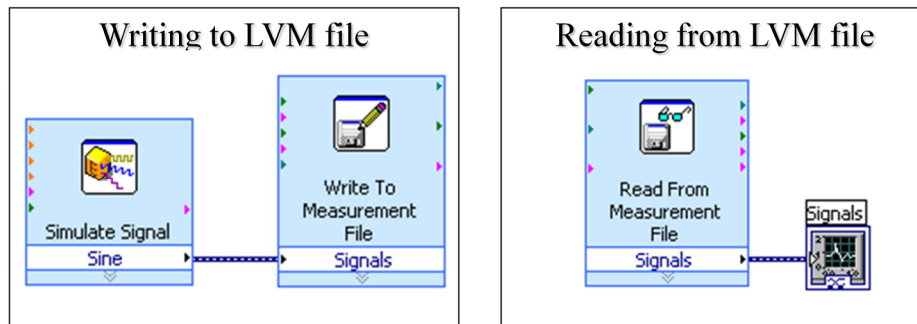 Writing to LVM file
Simulate Signal
Sine
Write To
Measurement
File
Signals
Reading from LVM file
Read From
Measurement
File
Signals
Signals